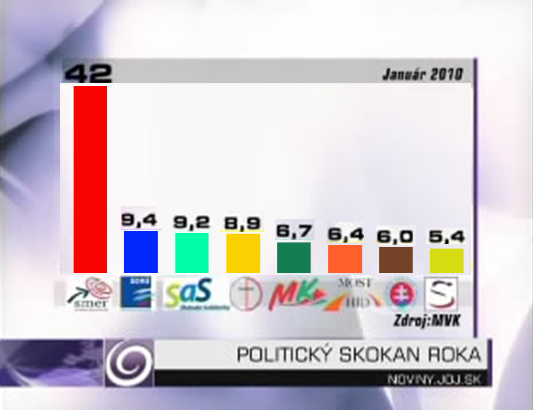 42
Január 2010
9,4 9,2 8,9 6,7 6,4 6,0 5,4
smer SDKÚ SaS MK MOST HÍD S
Zdroj:MVK
POLITICKÝ SKOKAN ROKA
NOVINY.JOJ.SK